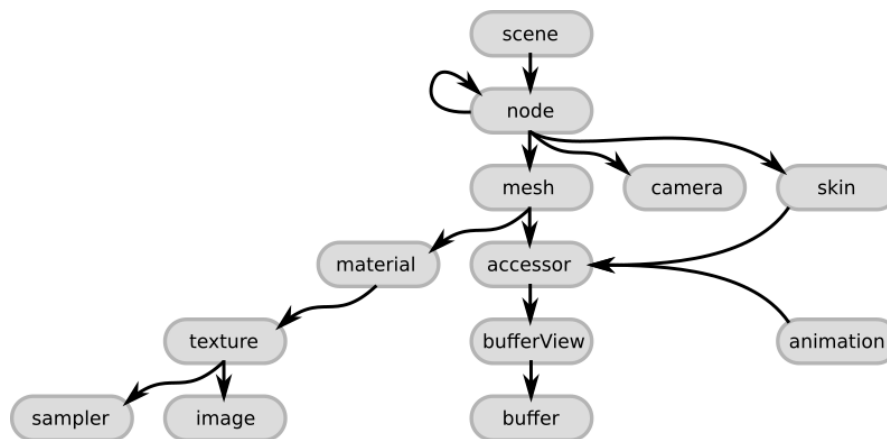 scene
node
mesh
camera
skin
material
accessor
texture
bufferView
animation
sampler
image
buffer